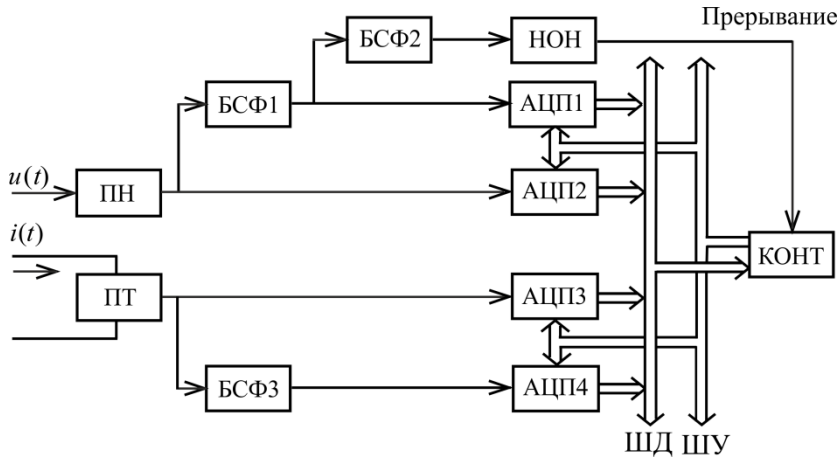 Прерывание
БСФ2
НОН
БСФ1
АЦП1
u(t)
ПН
АЦП2
i(t)
КОНТ
ПТ
АЦП3
БСФ3
АЦП4
ШД ШУ